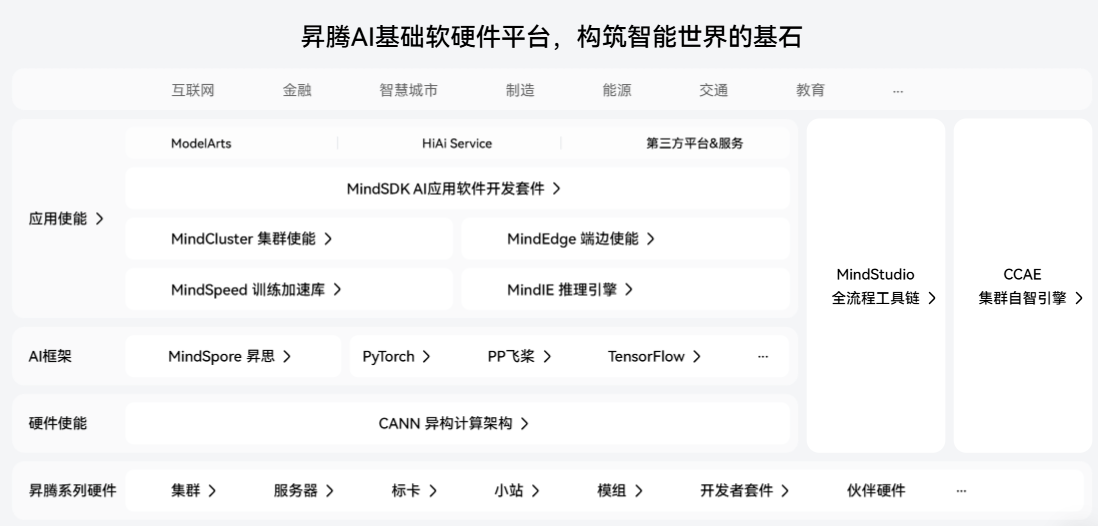 昇腾AI基础软硬件平台，构筑智能世界的基石
互联网 金融 智慧城市 制造 能源 交通 教育 ...
应用使能 >
ModelArts HiAi Service 第三方平台&服务
MindSDK AI应用软件开发套件 >
MindCluster 集群使能 > MindEdge 端边使能 >
MindSpeed 训练加速库 > MindIE 推理引擎 >
AI框架 MindSpore 昇思 > PyTorch > PP飞桨 > TensorFlow > ...
硬件使能 CANN 异构计算架构 >
MindStudio
全流程工具链 >
CCAE
集群自智引擎 >
昇腾系列硬件 集群 > 服务器 > 标卡 > 小站 > 模组 > 开发者套件 > 伙伴硬件 ...